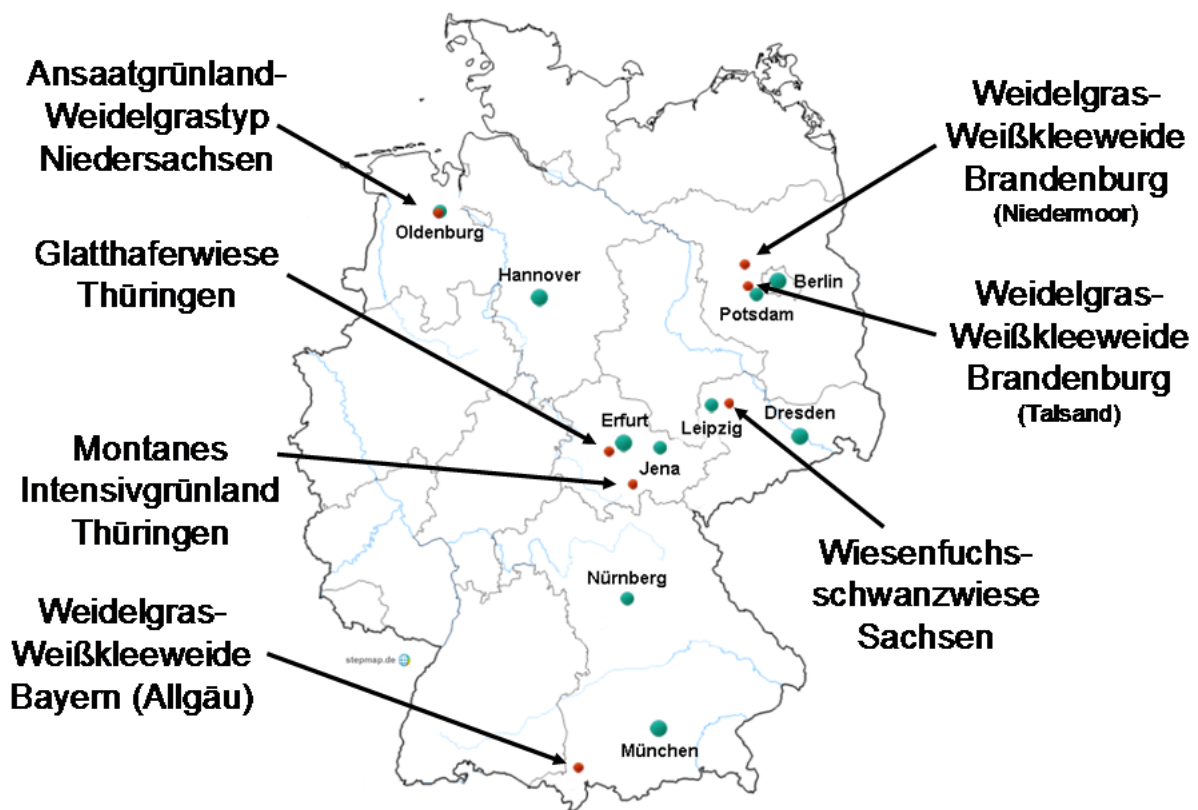 Ansaatgrünland-
Weidelgrastyp
Niedersachsen
Glatthaferwiese
Thüringen
Montanes
Intensivgrünland
Thüringen
Weidelgras-
Weißkleeweide
Bayern (Allgäu)
Oldenburg
Hannover
Berlin
Potsdam
Erfurt
Jena
Leipzig
Dresden
Nürnberg
stepmap.de
München
Weidelgras-
Weißkleeweide
Brandenburg
(Niedermoor)
Weidelgras-
Weißkleeweide
Brandenburg
(Talsand)
Wiesenfuchs-
schwanzwiese
Sachsen